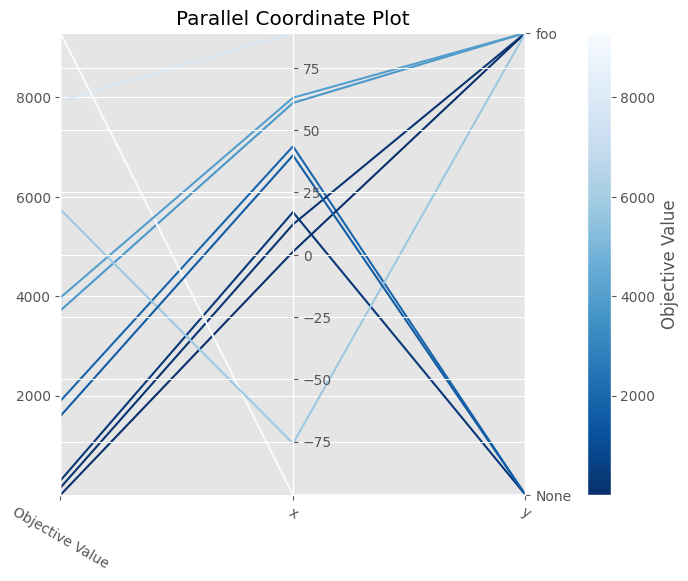 Parallel Coordinate Plot
foo
8000
6000
4000
2000
75
50
25
0
−25
−50
−75
None
8000
6000
4000
2000
Objective Value
Objective Value
x
y